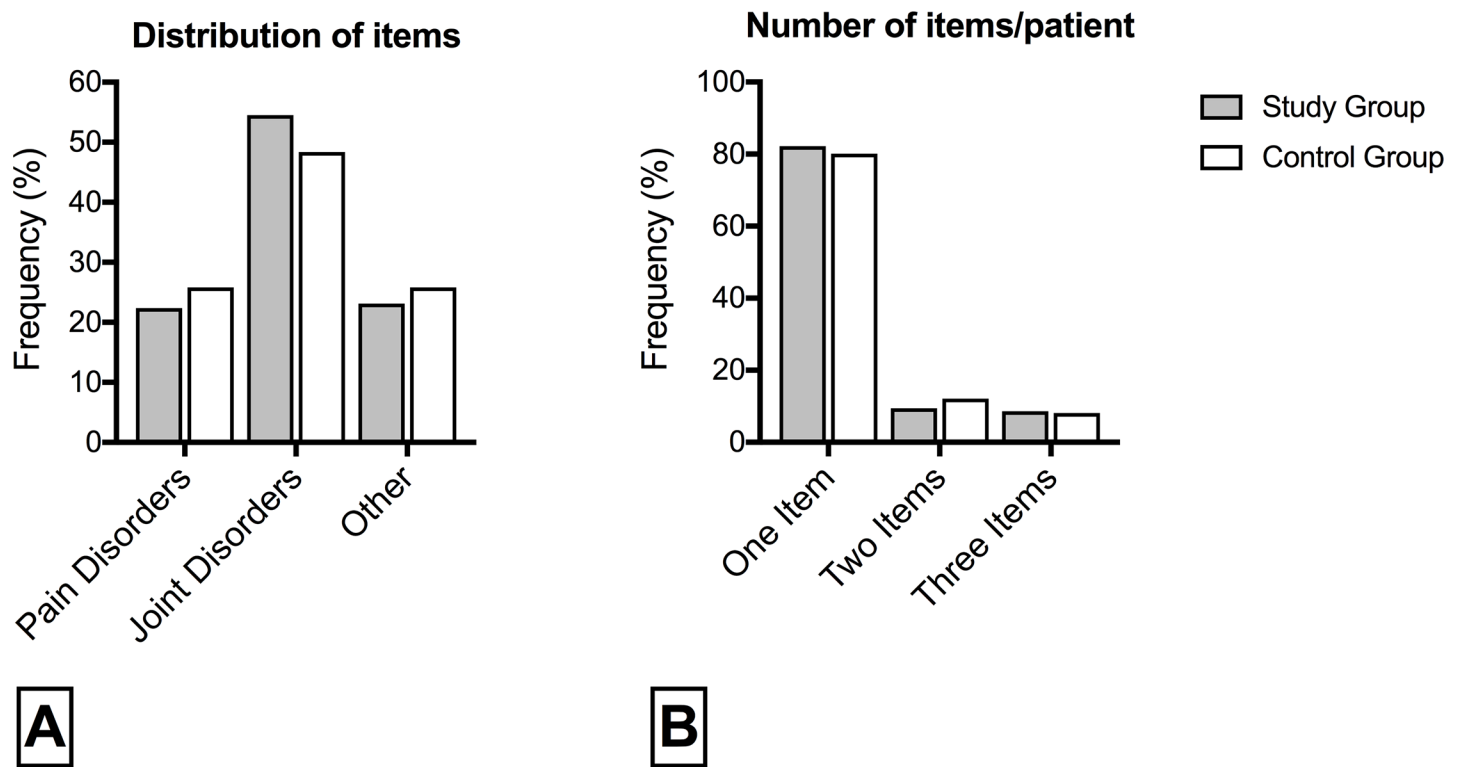 Distribution of items
Frequency (%)
60
50
40
30
20
10
0
Pain Disorders
Joint Disorders
Other
A
Number of items/patient
Frequency (%)
100
80
60
40
20
0
One Item
Two Items
Three Items
B
Study Group
Control Group